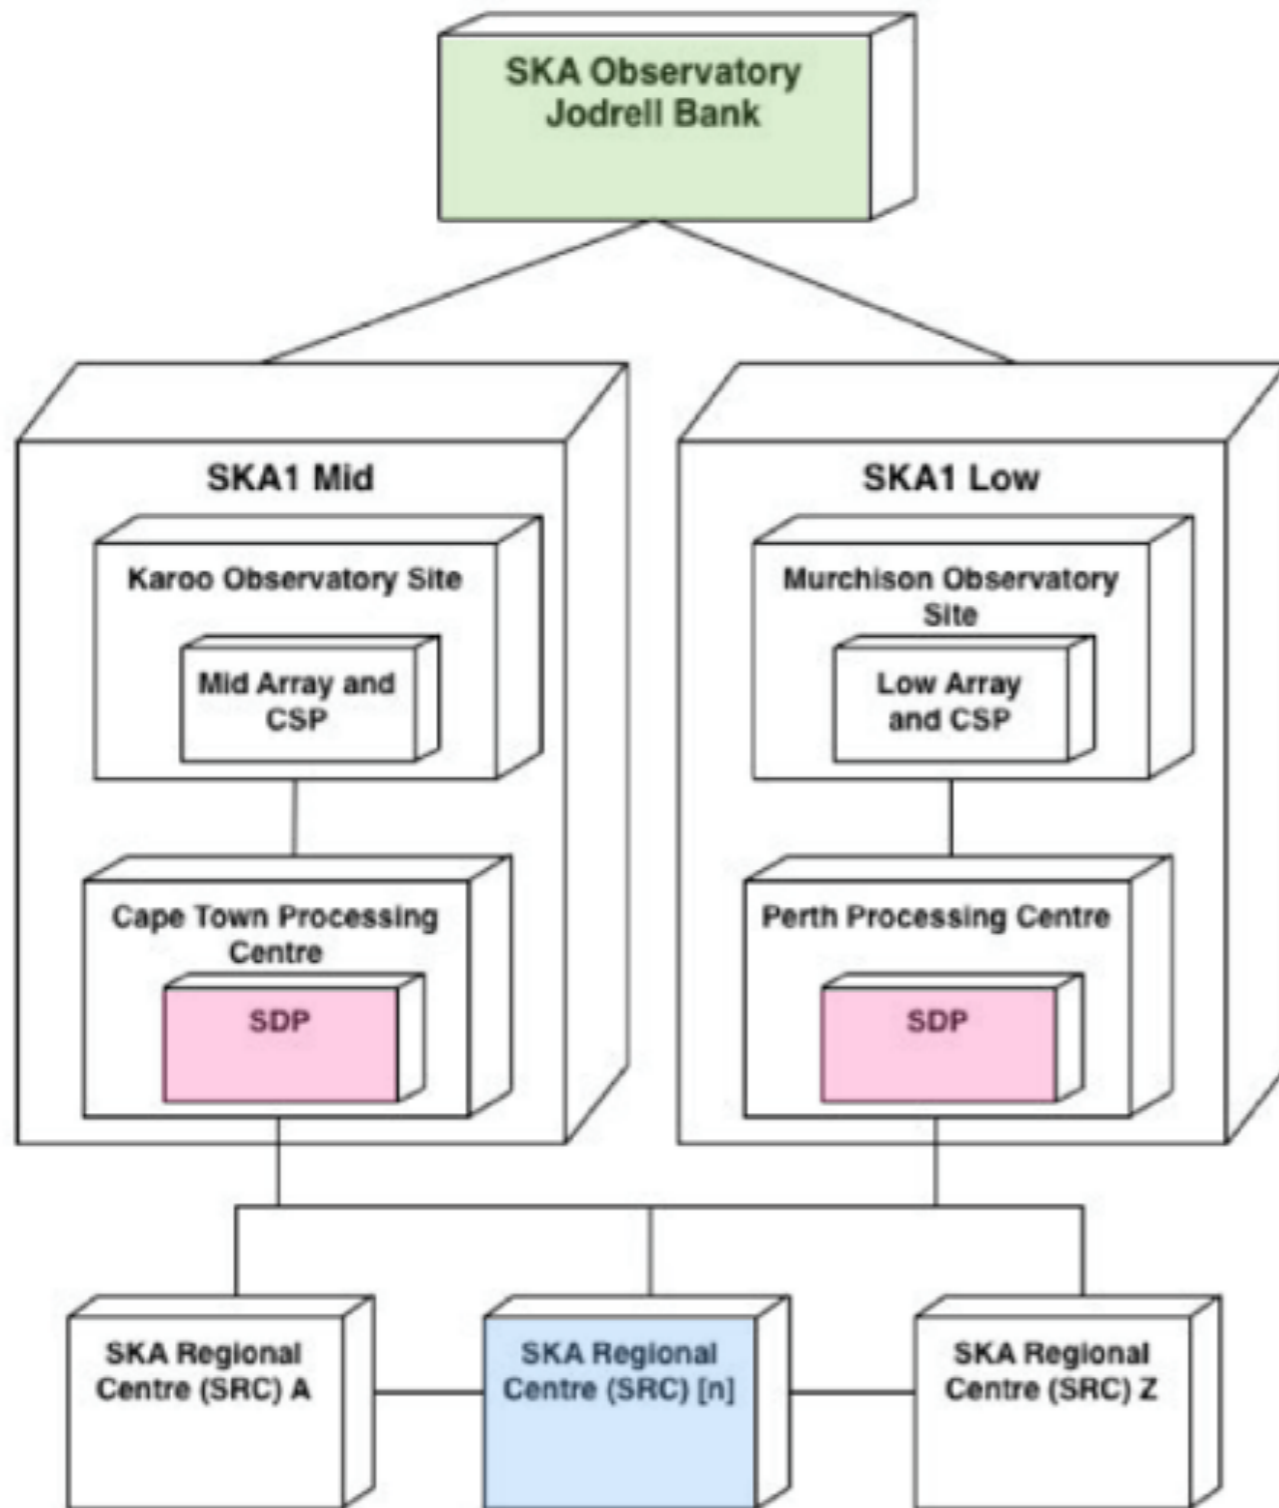 SKA Observatory
Jodrell Bank
SKA1 Mid
Karoo Observatory Site
Mid Array and
CSP
Cape Town Processing
Centre
SDP
SKA1 Low
Murchison Observatory
Site
Low Array
and CSP
Perth Processing Centre
SDP
SKA Regional
Centre (SRC) A
SKA Regional
Centre (SRC) [n]
SKA Regional
Centre (SRC) Z